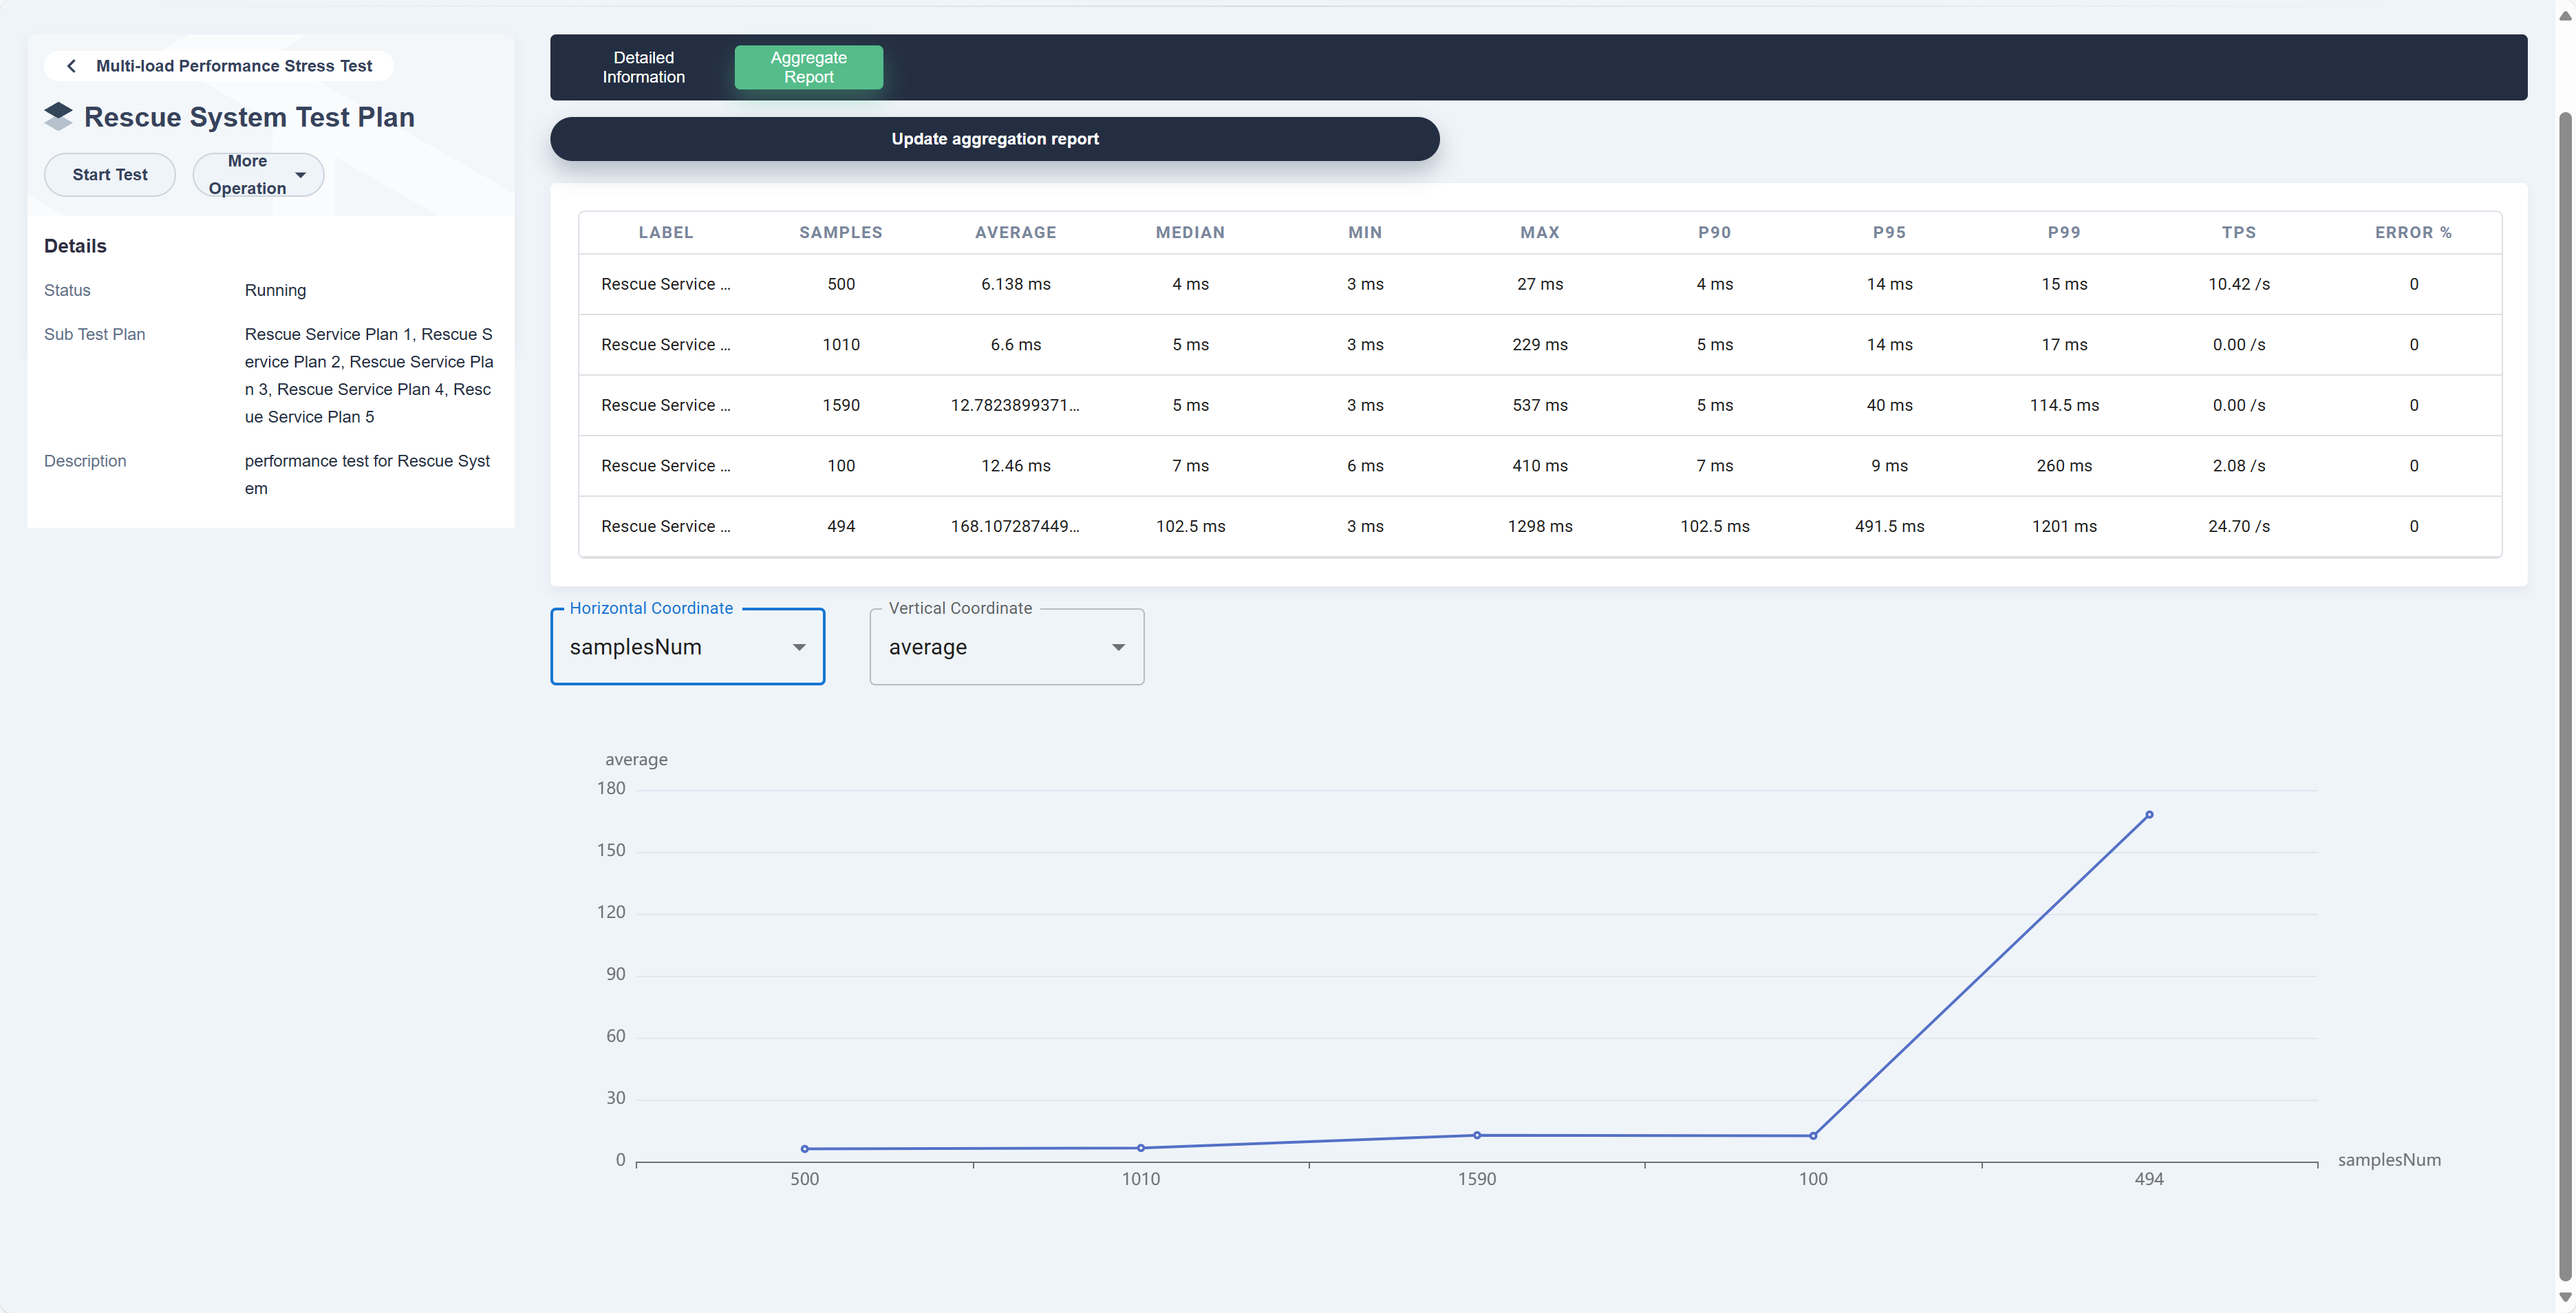 Multi-load Performance Stress Test
Rescue System Test Plan
Start Test
More
Operation
Details
Status Running
Sub Test Plan Rescue Service Plan 1, Rescue S
ervice Plan 2, Rescue Service Pla
n 3, Rescue Service Plan 4, Resc
ue Service Plan 5
Description performance test for Rescue Syst
em
Detailed
Information
Aggregate
Report
Update aggregation report
LABEL SAMPLES AVERAGE MEDIAN MIN MAX P90 P95 P99 TPS ERROR %
Rescue Service ... 500 6.138 ms 4 ms 3 ms 27 ms 4 ms 14 ms 15 ms 10.42 /s 0
Rescue Service ... 1010 6.6 ms 5 ms 3 ms 229 ms 5 ms 14 ms 17 ms 0.00 /s 0
Rescue Service ... 1590 12.7823899371... 5 ms 3 ms 537 ms 5 ms 40 ms 114.5 ms 0.00 /s 0
Rescue Service ... 100 12.46 ms 7 ms 6 ms 410 ms 7 ms 9 ms 260 ms 2.08 /s 0
Rescue Service ... 494 168.107287449... 102.5 ms 3 ms 1298 ms 102.5 ms 491.5 ms 1201 ms 24.70 /s 0
Horizontal Coordinate
samplesNum
Vertical Coordinate
average
average
180
150
120
90
60
30
0
samplesNum
500 1010 1590 100 494